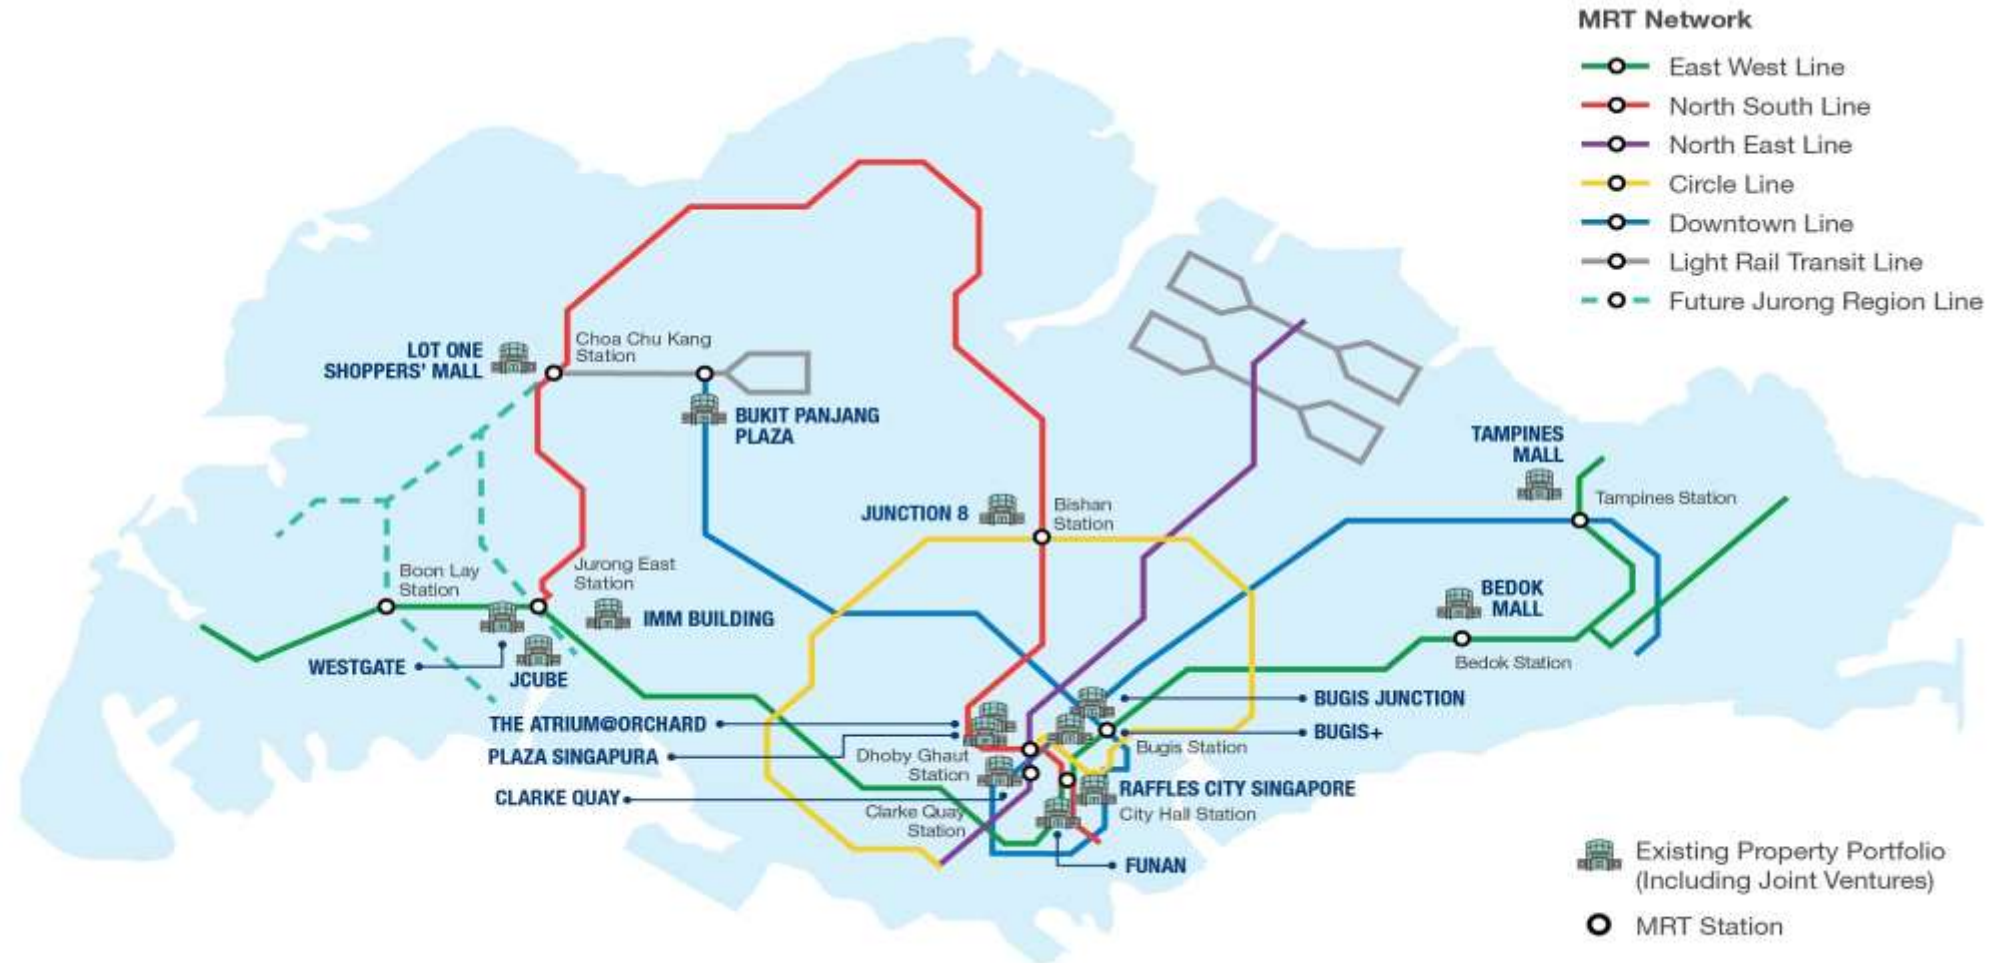 MRT Network
East West Line
North South Line
North East Line
Circle Line
Downtown Line
Light Rail Transit Line
Future Jurong Region Line
LOT ONE
SHOPPERS' MALL
Choa Chu Kang
Station
BUKIT PANJANG
PLAZA
TAMPINES
MALL
Tampines Station
JUNCTION 8
Bishan
Station
Boon Lay
Station
Jurong East
Station
IMM BUILDING
BEDOK
MALL
Bedok Station
WESTGATE
JCUBE
BUGIS JUNCTION
THE ATRIUM@ORCHARD
BUGIS+
Bugis Station
PLAZA SINGAPURA
Dhoby Ghaut
Station
RAFFLES CITY SINGAPORE
CLARKE QUAY
Clarke Quay
Station
City Hall Station
FUNAN
Existing Property Portfolio
(Including Joint Ventures)
MRT Station